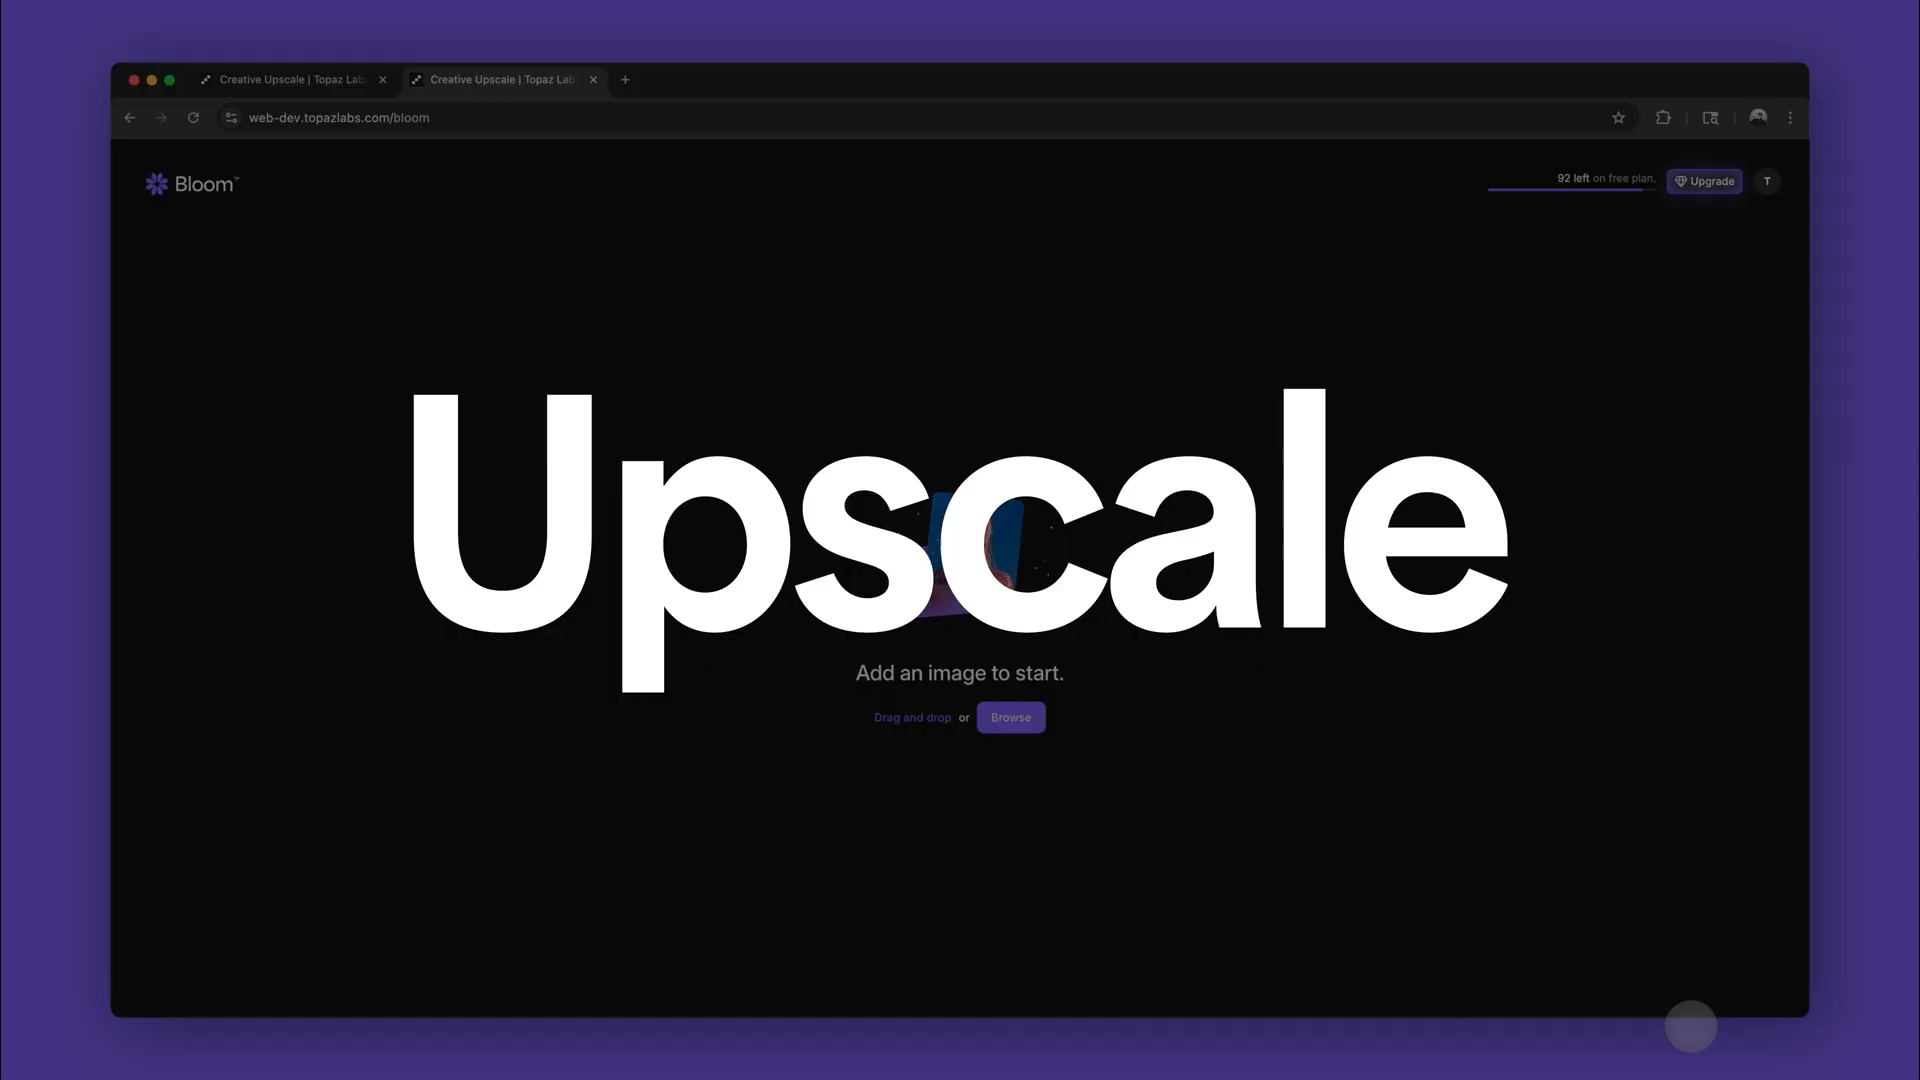 Creative Upscale | Topaz Lab
Creative Upscale | Topaz Lab
web-dev.topazlabs.com/bloom
Bloom™
92 left on free plan.
Upgrade
T
Upscale
Add an image to start.
Drag and drop or Browse